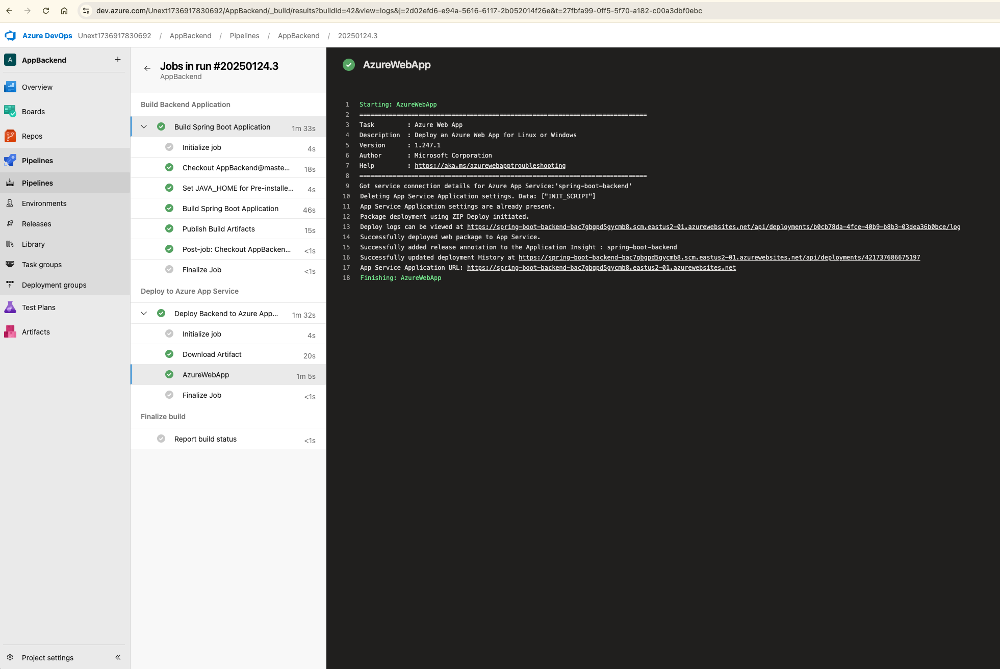 dev.azure.com/Unext1736917830692/AppBackend/_build/results?buildId=42&view=logs&j=2d02efd6-e94a-5616-6117-2b052014f26e&t=27fbfa99-0ff5-5f70-a182-c00a3dbf0ebc
Azure DevOps Unext1736917830692 / AppBackend / Pipelines / AppBackend / 20250124.3
A AppBackend +
Overview
Boards
Repos
Pipelines
Pipelines
Environments
Releases
Library
Task groups
Deployment groups
Test Plans
Artifacts
Project settings
Jobs in run #20250124.3
AppBackend
Build Backend Application
Build Spring Boot Application 1m 33s
Initialize job 4s
Checkout AppBackend@maste... 18s
Set JAVA_HOME for Pre-installe... 4s
Build Spring Boot Application 46s
Publish Build Artifacts 15s
Post-job: Checkout AppBacken... <1s
Finalize Job <1s
Deploy to Azure App Service
Deploy Backend to Azure App... 1m 32s
Initialize job 4s
Download Artifact 20s
AzureWebApp 1m 5s
Finalize Job <1s
Finalize build
Report build status <1s
AzureWebApp
1 Starting: AzureWebApp
2 ==============================================================================
3 Task : Azure Web App
4 Description : Deploy an Azure Web App for Linux or Windows
5 Version : 1.247.1
6 Author : Microsoft Corporation
7 Help : https://aka.ms/azurewebapptroubleshooting
8 ==============================================================================
9 Got service connection details for Azure App Service:'spring-boot-backend'
10 Deleting App Service Application settings. Data: ["INIT_SCRIPT"]
11 App Service Application settings are already present.
12 Package deployment using ZIP Deploy initiated.
13 Deploy logs can be viewed at https://spring-boot-backend-bac7gbgpd5gycmb8.scm.eastus2-01.azurewebsites.net/api/deployments/b0cb78da-4fce-40b9-b8b3-03dea36b0bce/log
14 Successfully deployed web package to App Service.
15 Successfully added release annotation to the Application Insight : spring-boot-backend
16 Successfully updated deployment History at https://spring-boot-backend-bac7gbgpd5gycmb8.scm.eastus2-01.azurewebsites.net/api/deployments/421737686675197
17 App Service Application URL: https://spring-boot-backend-bac7gbgpd5gycmb8.eastus2-01.azurewebsites.net
18 Finishing: AzureWebApp